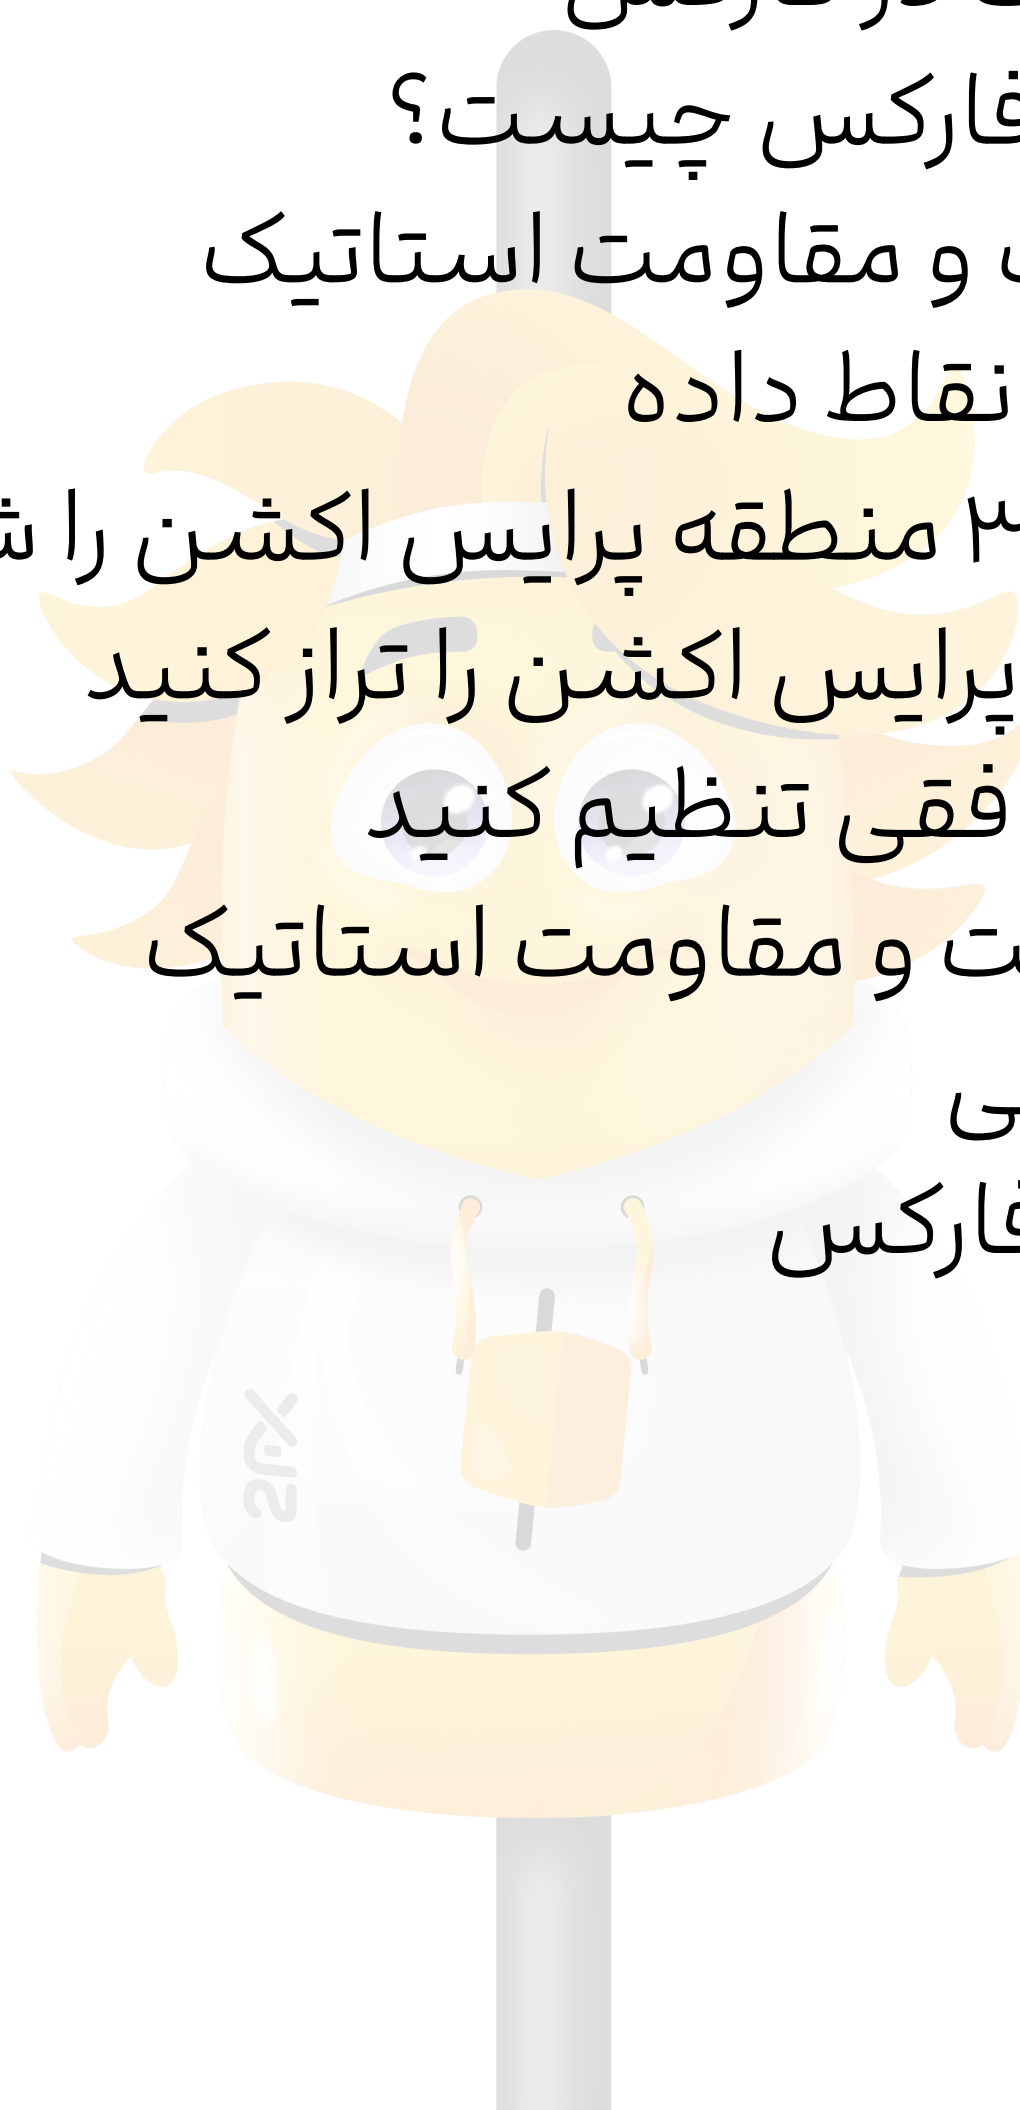 فارکس چیست؟
و مقاومت استاتیک
نقاط داده
۳ منطقه پرایس اکشن را
پرایس اکشن را تراز کنید
تنظیم کنید
و مقاومت استاتیک
فارکس
2FX